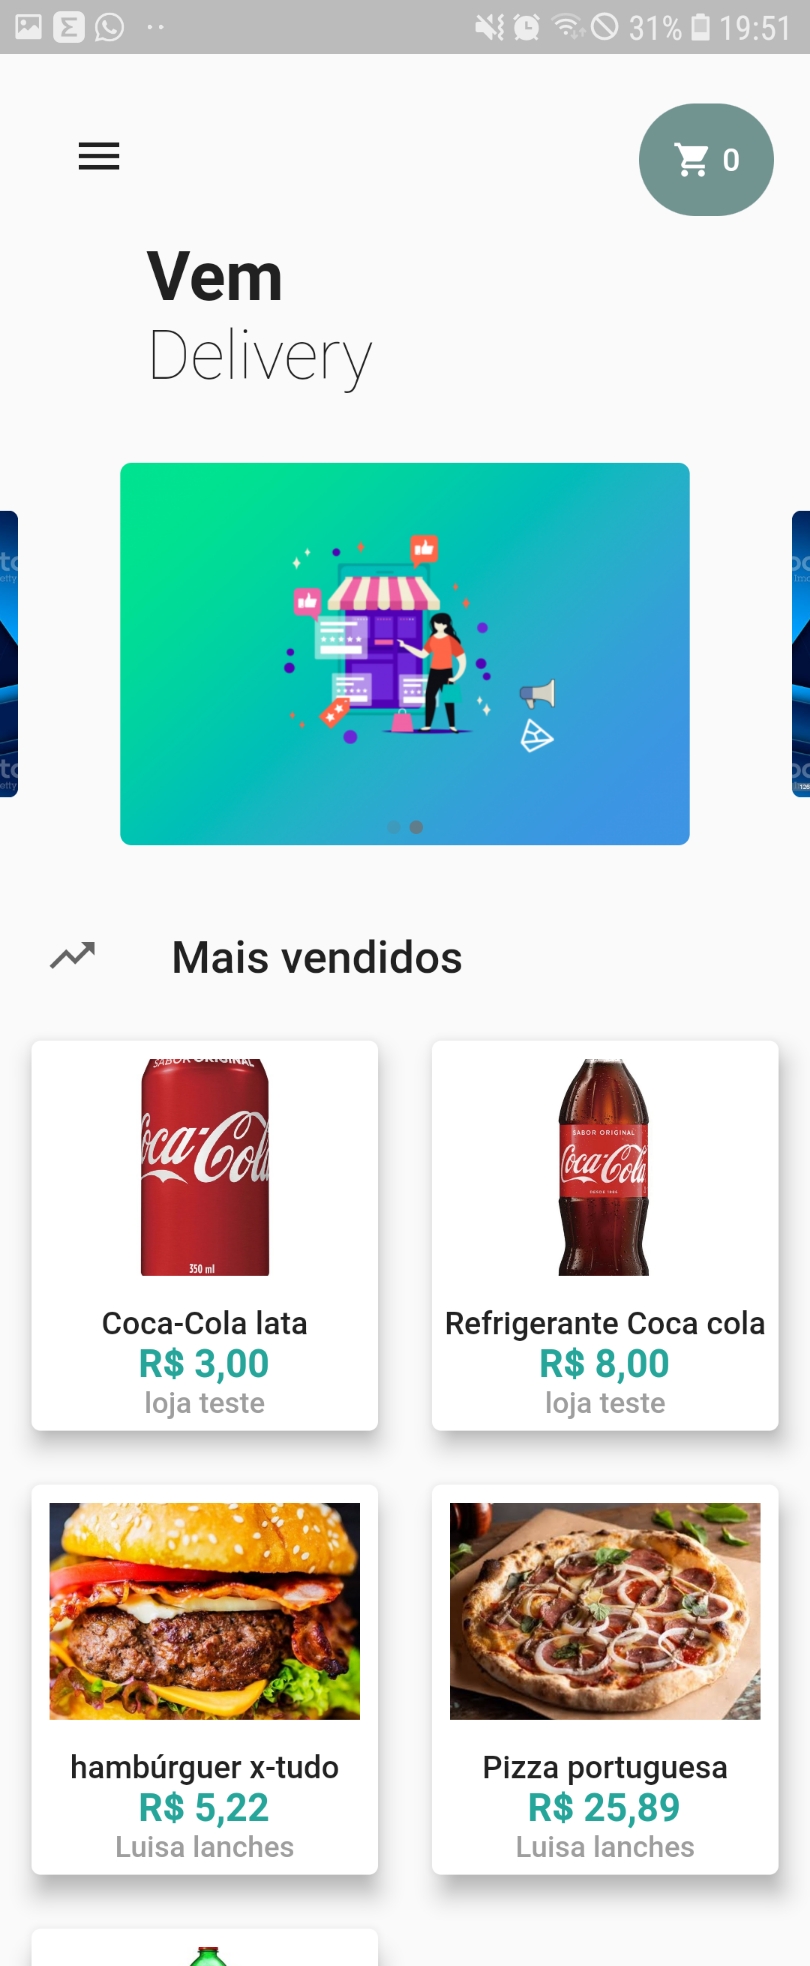 31% 19:51
0
Vem
Delivery
Mais vendidos
SABOR ORIGINAL
Coca-Cola
350 ml
SABOR ORIGINAL
Coca-Cola
DESDE 1886
Coca-Cola lata
R$ 3,00
loja teste
Refrigerante Coca cola
R$ 8,00
loja teste
hambúrguer x-tudo
R$ 5,22
Luisa lanches
Pizza portuguesa
R$ 25,89
Luisa lanches